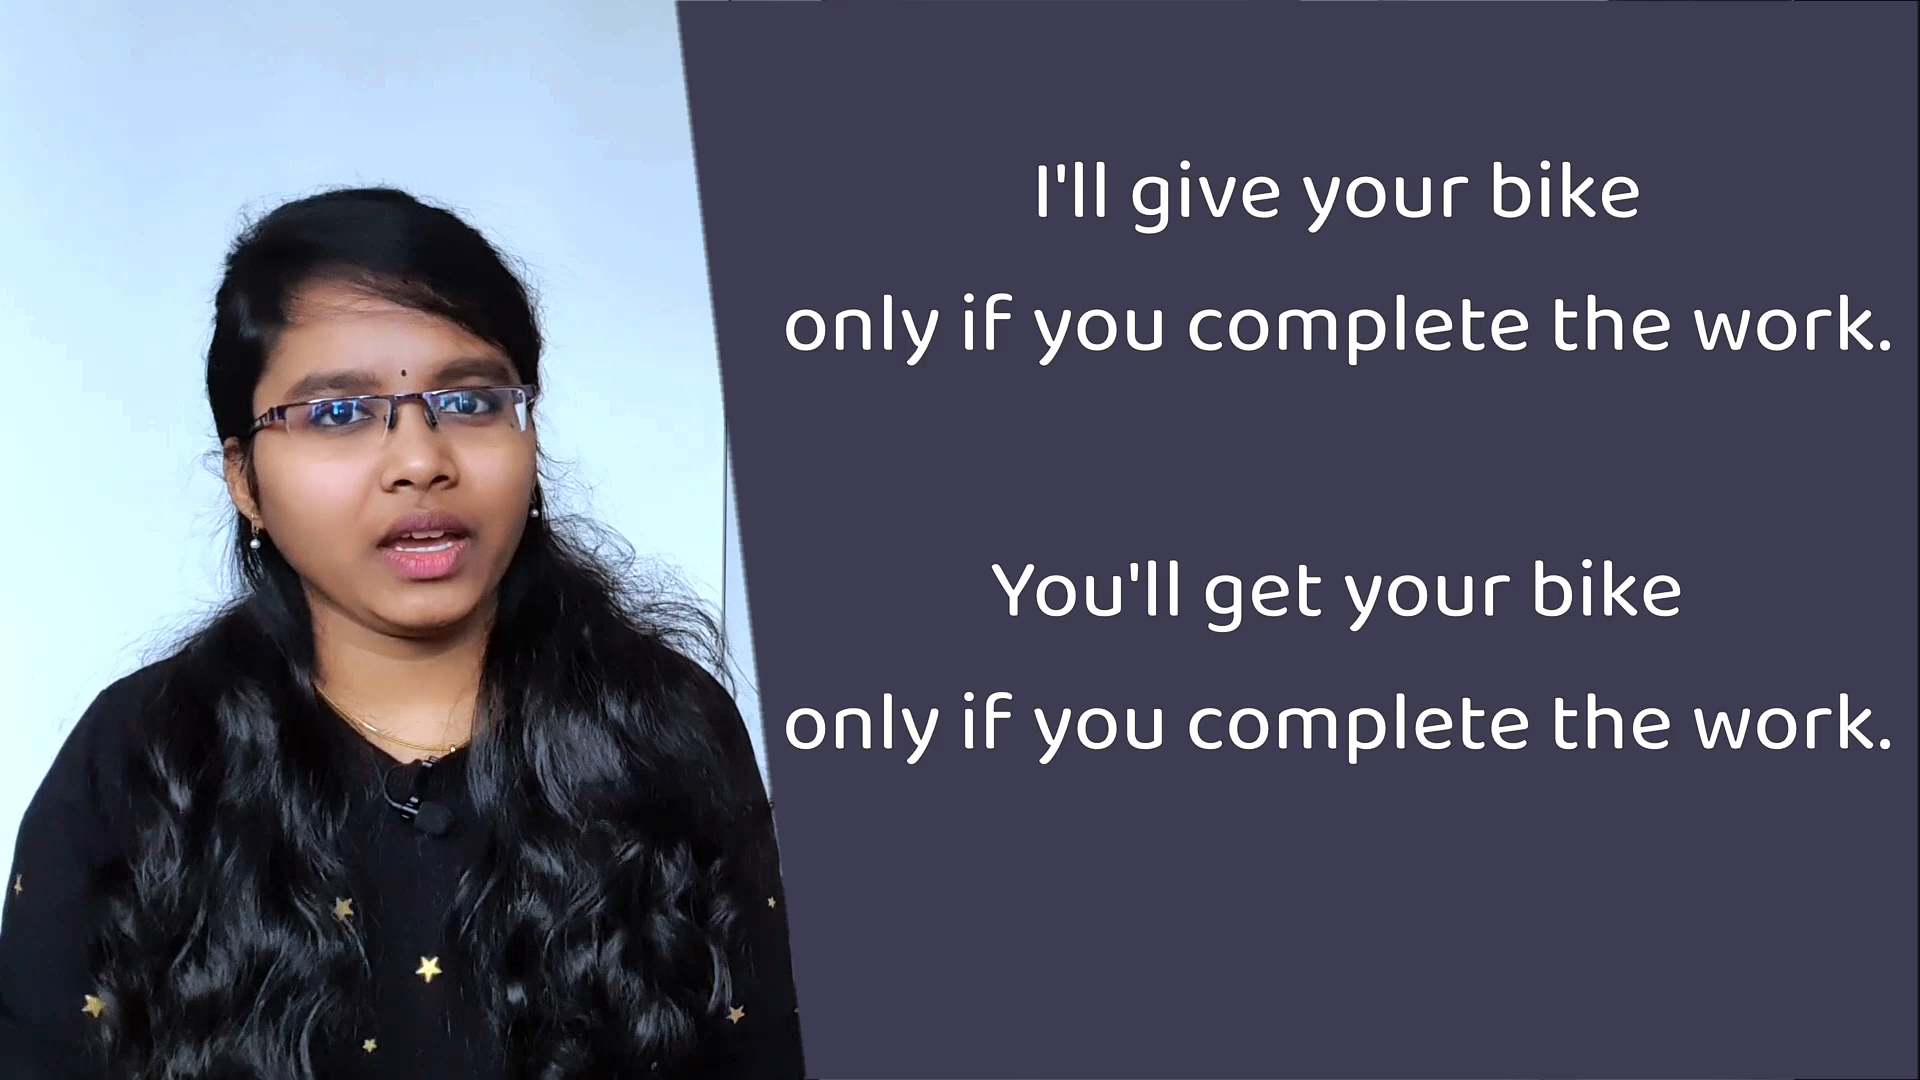 I'll give your bike
only if you complete the work.
You'll get your bike
only if you complete the work.